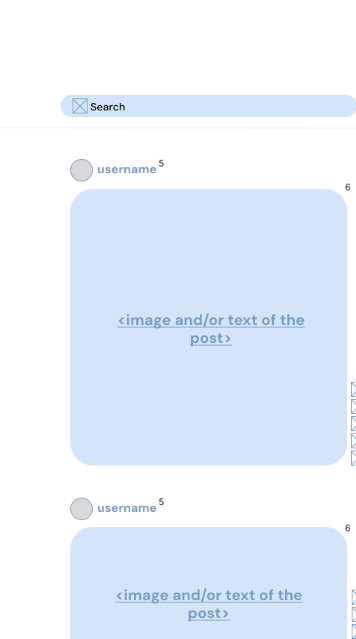 Search
username 5
6
<image and/or text of the
post>
username 5
6
<image and/or text of the
post>